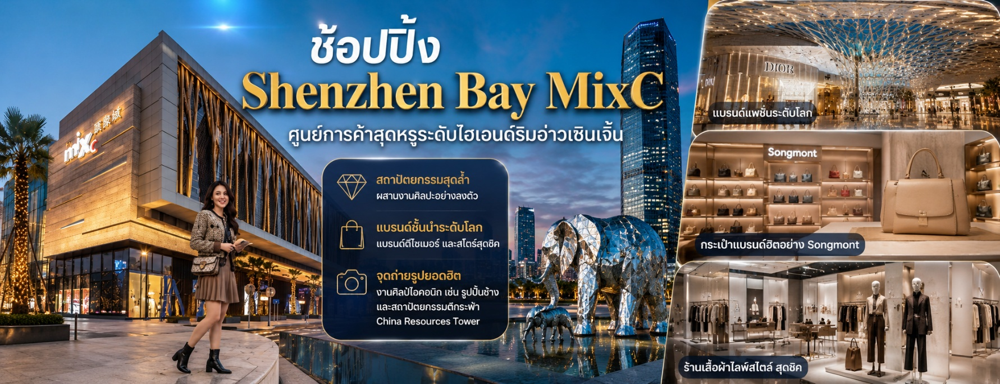 ช้อปปิ้ง
Shenzhen Bay MixC
ศูนย์การค้าสุดหรูระดับไฮเอนด์ริมอ่าวเซินเจิ้น
mixc
สถาปัตยกรรมสุดล้ำ
ผสานงานศิลปะอย่างลงตัว
แบรนด์ชั้นนำระดับโลก
แบรนด์ดีไซเนอร์ และสโตร์สุดชิค
จุดถ่ายรูปยอดฮิต
งานศิลป์ไอคอนิก เช่น รูปปั้นช้าง
และสถาปัตยกรรมตึกระฟ้า
China Resources Tower
DIOR
แบรนด์แฟชั่นระดับโลก
Songmont
กระเป๋าแบรนด์ฮิตอย่าง Songmont
ร้านเสื้อผ้าไลฟ์สไตล์ สุดชิค